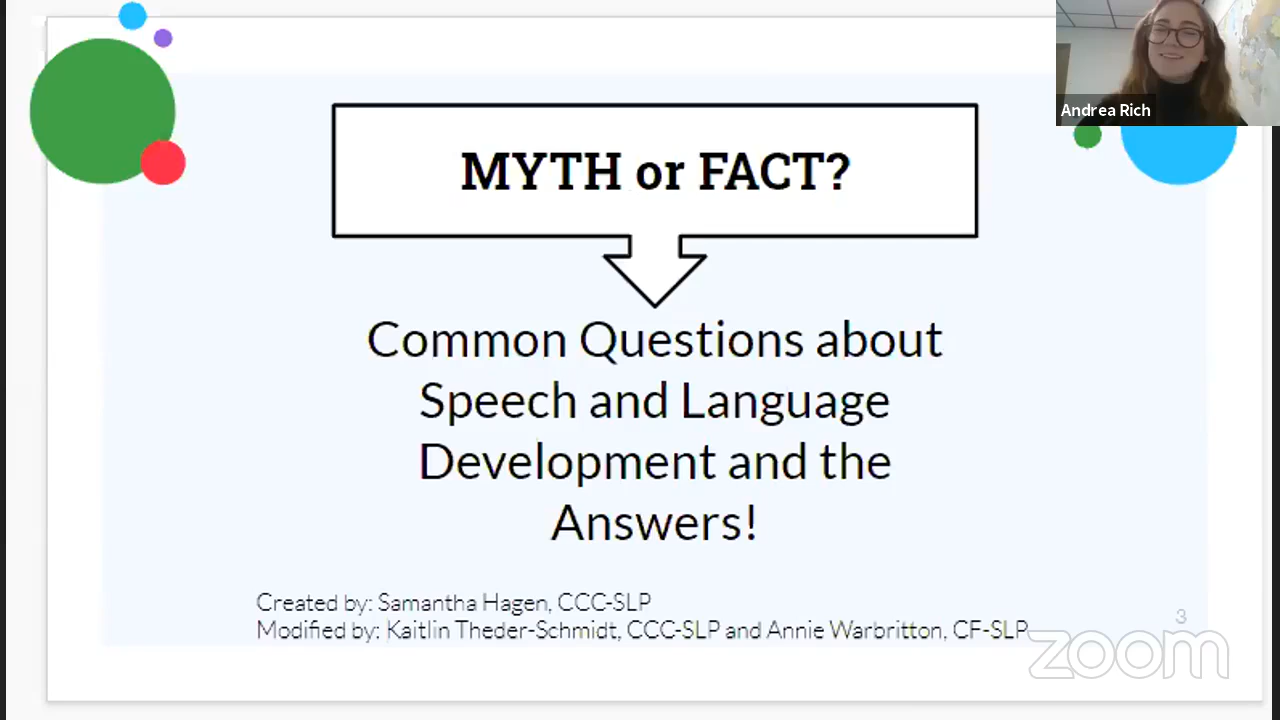 Andrea Rich
MYTH or FACT?
Common Questions about
Speech and Language
Development and the
Answers!
Created by: Samantha Hagen, CCC-SLP
Modified by: Kaitlin Theder-Schmidt, CCC-SLP and Annie Warbritton, CF-SLP
3
zoom